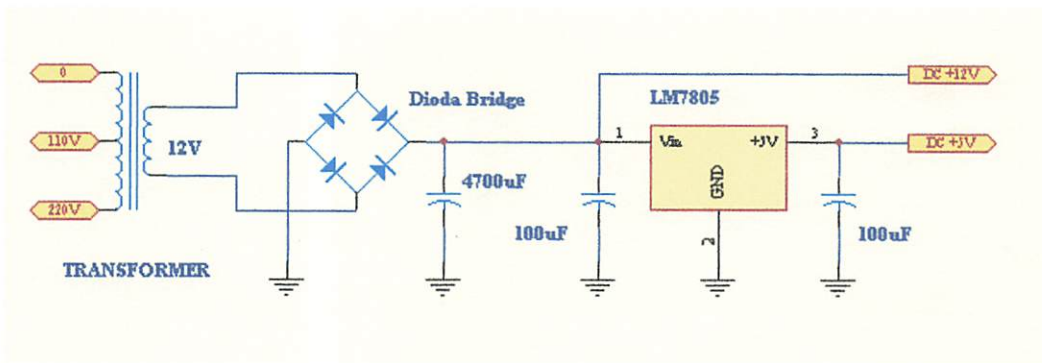 0
DC +12V
Dioda Bridge
LM7805
110V
12V
1
Vin
+5V
3
DC +5V
4700uF
GND
220V
100uF
2
100uF
TRANSFORMER